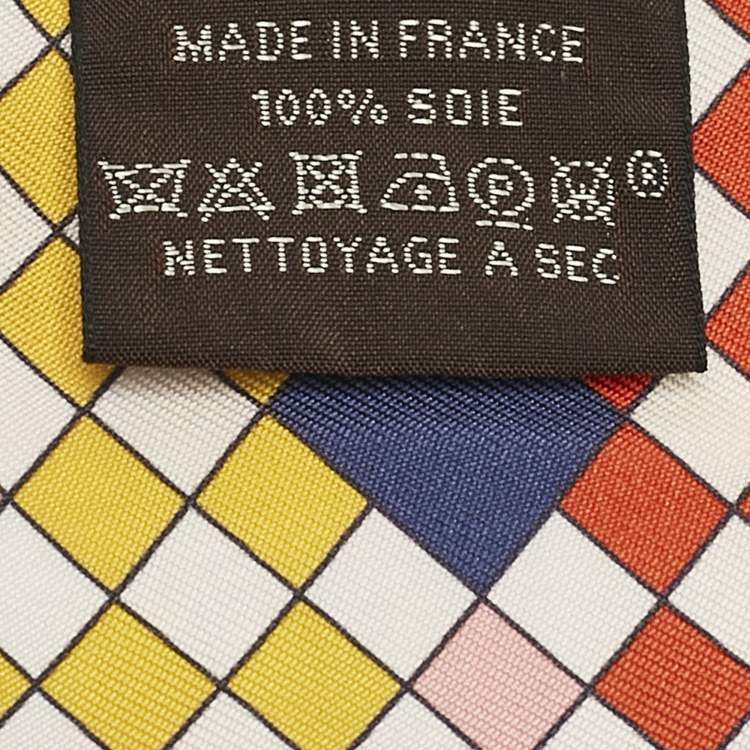 MADE IN FRANCE
100% SOIE
P W ®
NETTOYAGE A SEC